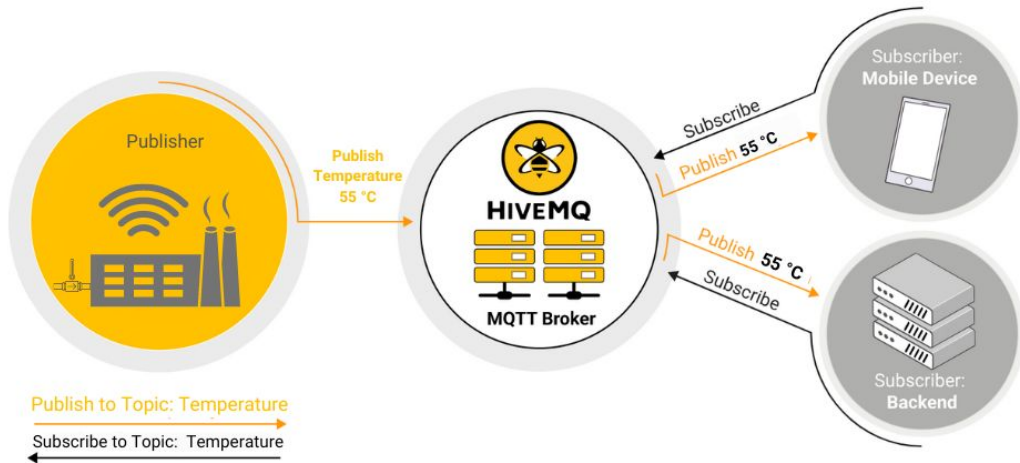 Publisher
Publish
Temperature
55 °C
HIVEMQ
MQTT Broker
Subscribe
Publish 55 °C
Subscriber:
Mobile Device
Publish 55 °C
Subscribe
Subscriber:
Backend
Publish to Topic: Temperature
Subscribe to Topic: Temperature